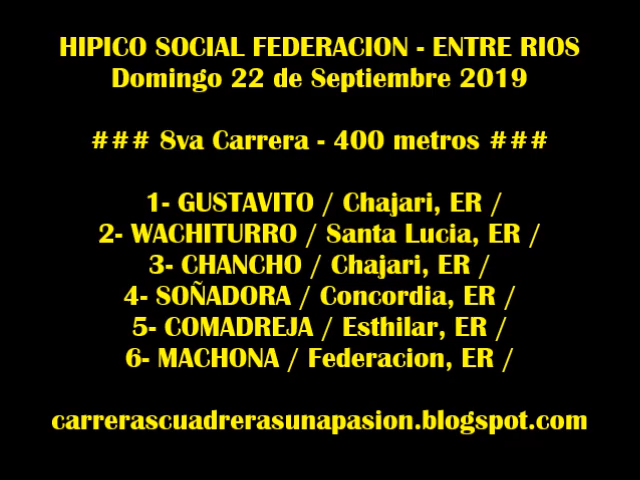 HIPICO SOCIAL FEDERACION - ENTRE RIOS
Domingo 22 de Septiembre 2019
### 8va Carrera - 400 metros ###
1- GUSTAVITO / Chajari, ER /
2- WACHITURRO / Santa Lucia, ER /
3- CHANCHO / Chajari, ER /
4- SOÑADORA / Concordia, ER /
5- COMADREJA / Esthilar, ER /
6- MACHONA / Federacion, ER /
carrerascuadrerasunapasion.blogspot.com